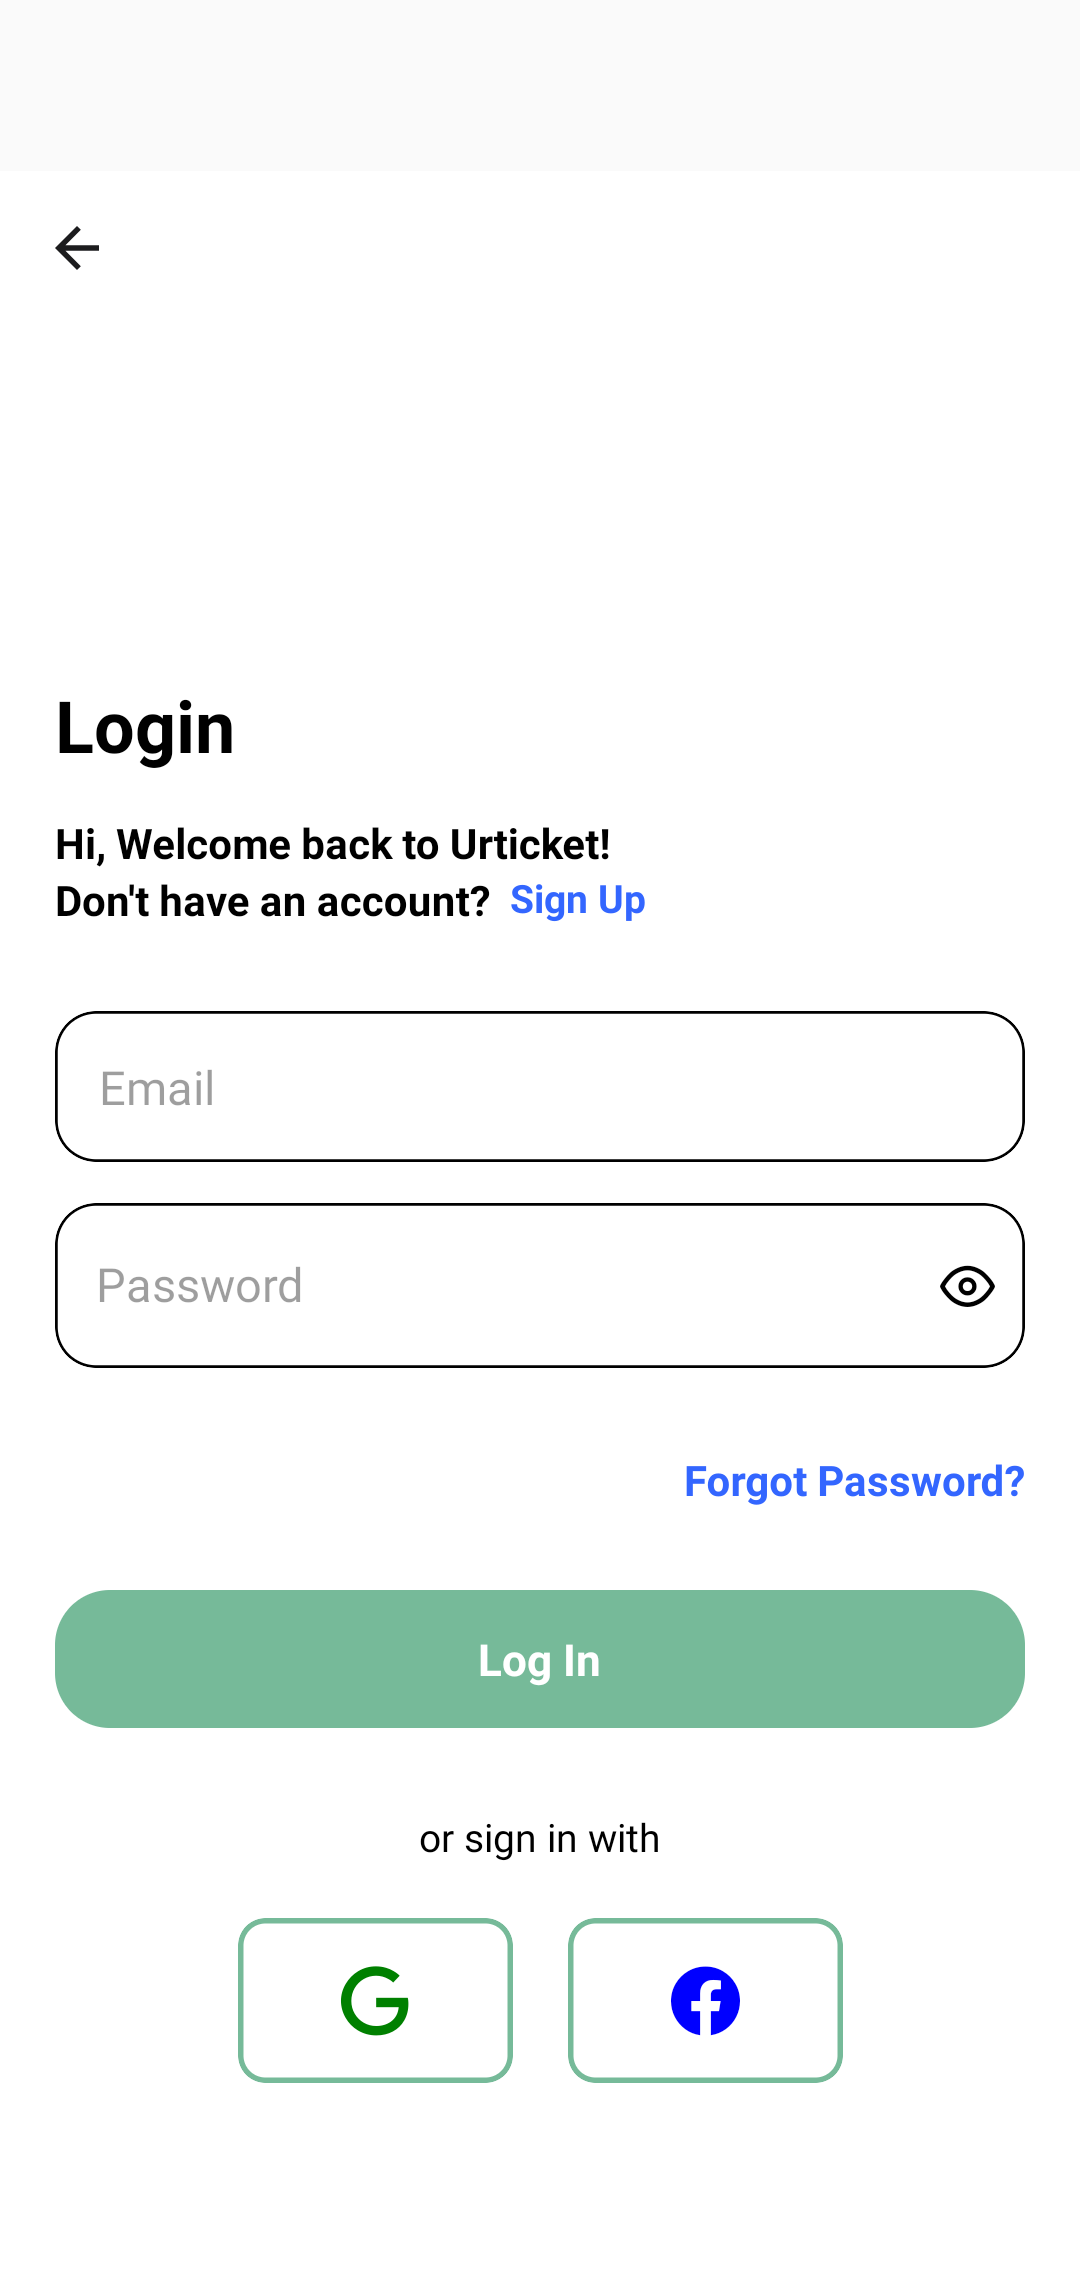 Login
Hi, Welcome back to Urticket!
Don't have an account? Sign Up
Email
Password
Forgot Password?
Log In
or sign in with